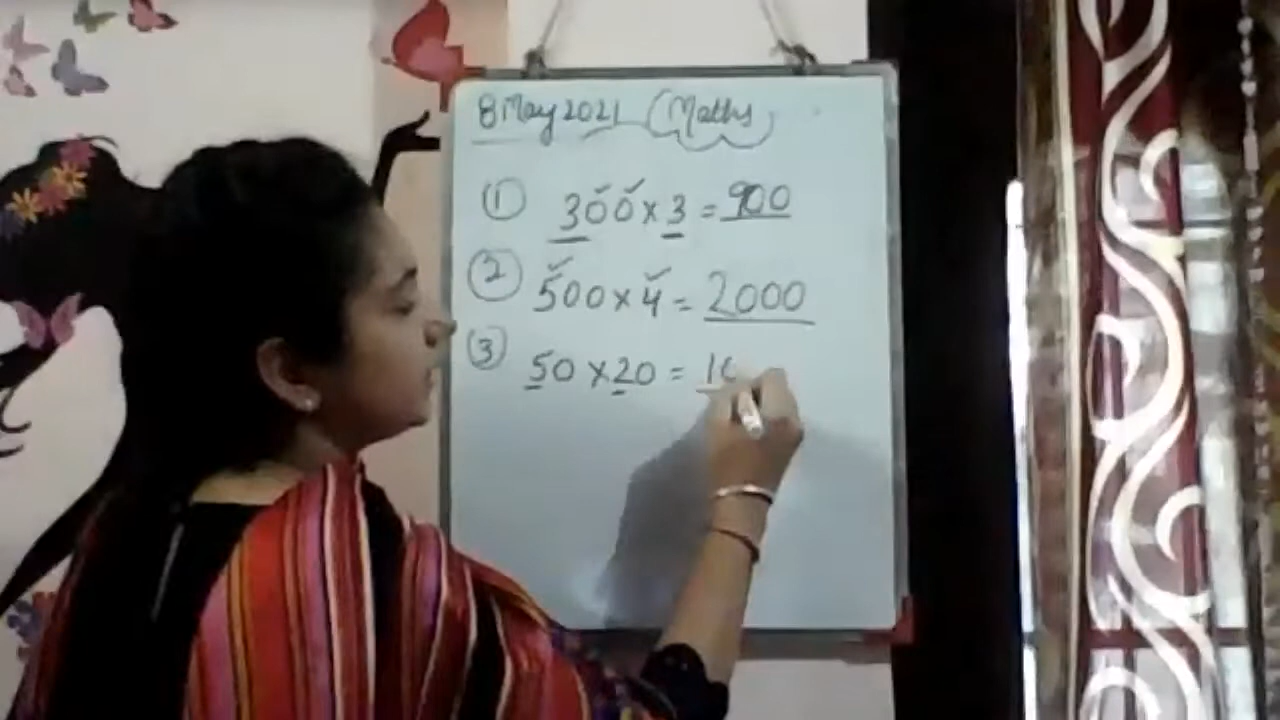 8 May 2021 (Maths)
① 300 × 3 = 900
② 500 × 4 = 2000
③ 50 × 20 = 10